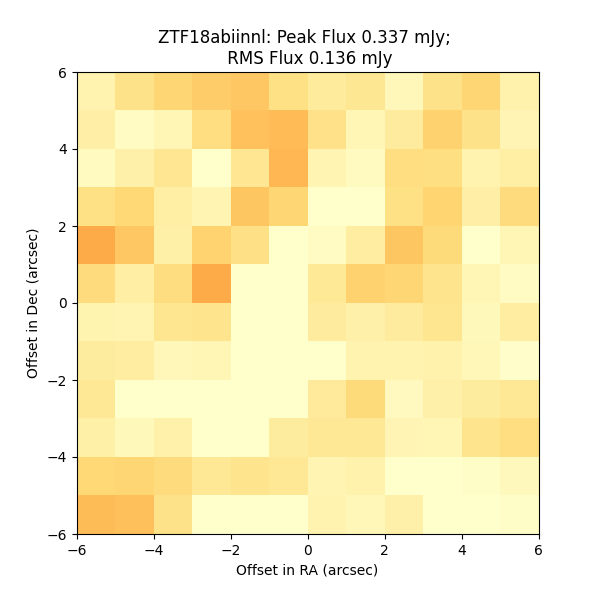 ZTF18abiinnl: Peak Flux 0.337 mJy;
RMS Flux 0.136 mJy
6
4
2
0
−2
−4
−6
Offset in Dec (arcsec)
−6 −4 −2 0 2 4 6
Offset in RA (arcsec)